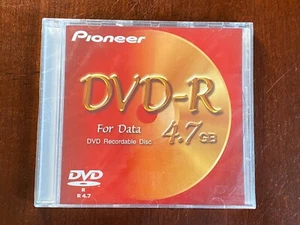 Pioneer
DVD-R
For Data 4.7GB
DVD Recordable Disc
DVD
R
R 4.7